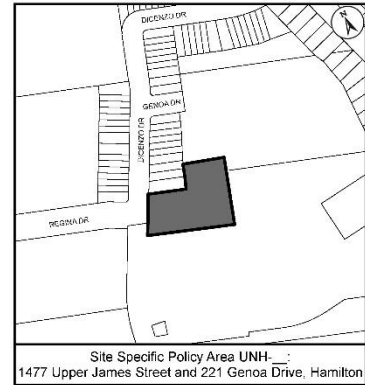 DICENZO DR
N
GENOA DR
DICENZO DR
REGINA DR
Site Specific Policy Area UNH-__:
1477 Upper James Street and 221 Genoa Drive, Hamilton